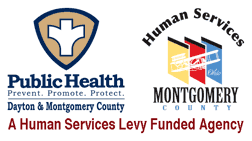 Human Services
Public Health
Prevent. Promote. Protect.
Dayton & Montgomery County
MONTGOMERY
COUNTY
A Human Services Levy Funded Agency